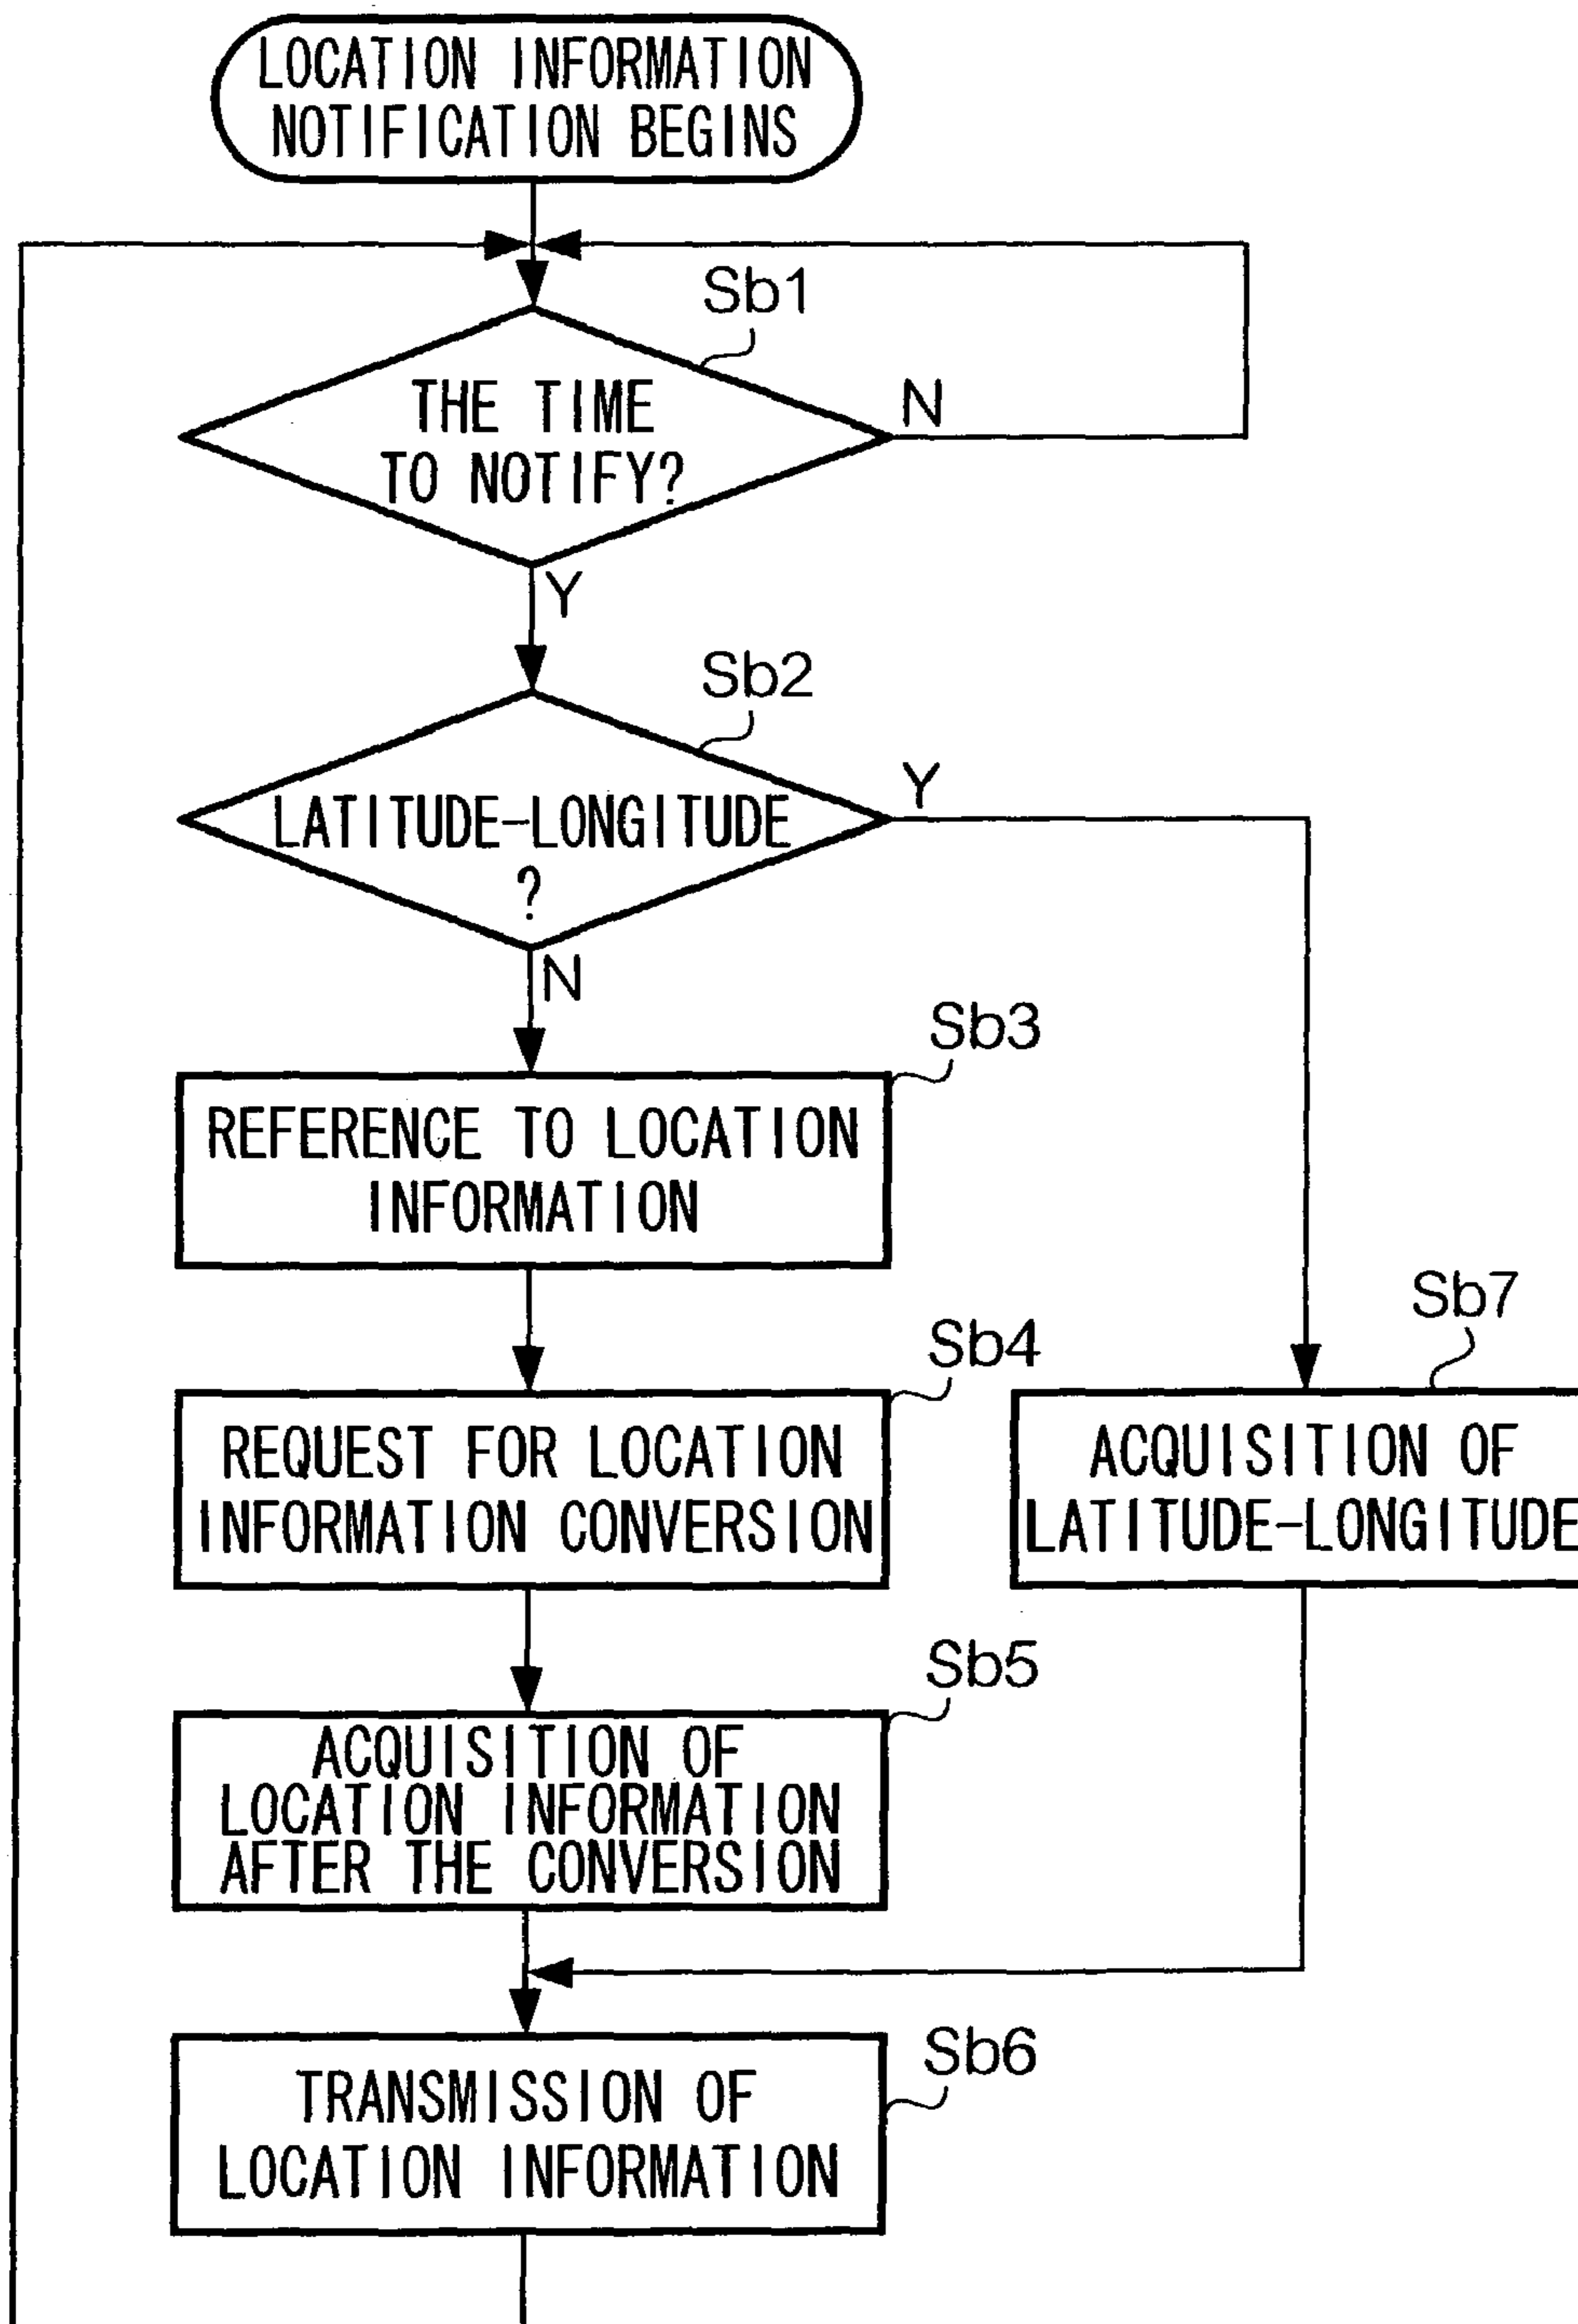 LOCATION INFORMATION
NOTIFICATION BEGINS
Sb1
THE TIME
TO NOTIFY?
N
Y
Sb2
LATITUDE-LONGITUDE
?
Y
N
Sb3
REFERENCE TO LOCATION
INFORMATION
Sb4
REQUEST FOR LOCATION
INFORMATION CONVERSION
Sb7
ACQUISITION OF
LATITUDE-LONGITUDE
Sb5
ACQUISITION OF
LOCATION INFORMATION
AFTER THE CONVERSION
Sb6
TRANSMISSION OF
LOCATION INFORMATION